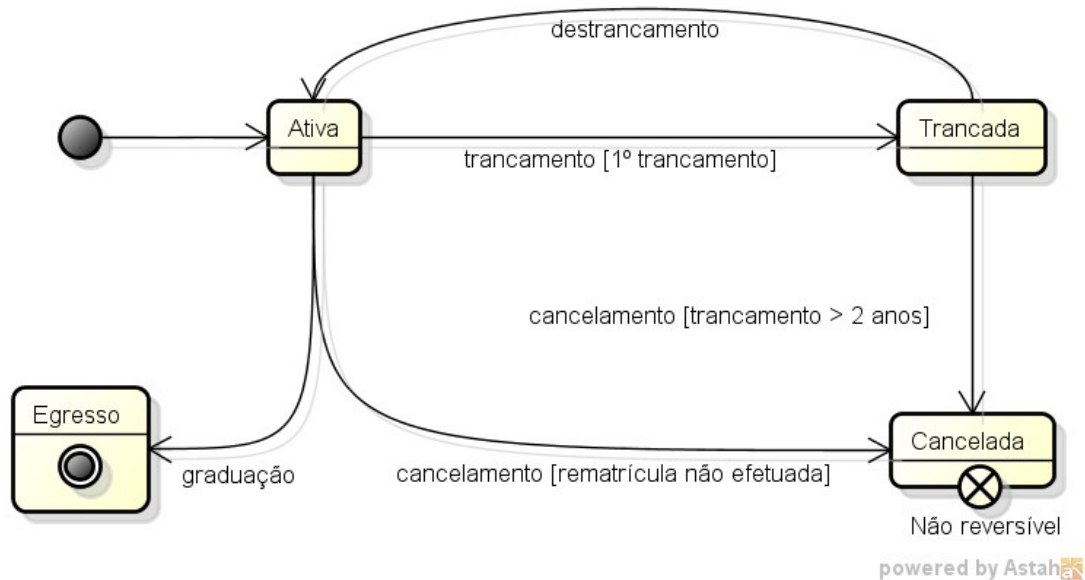 destrancamento
Ativa
Trancada
trancamento [1º trancamento]
cancelamento [trancamento > 2 anos]
Egresso
Cancelada
graduação
cancelamento [rematrícula não efetuada]
Não reversível
powered by Astah